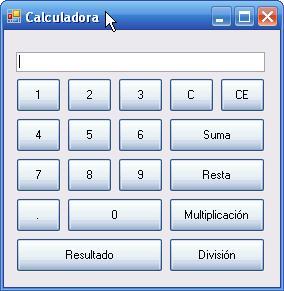 Calculadora
1 2 3 C CE
4 5 6 Suma
7 8 9 Resta
. 0 Multiplicación
Resultado División